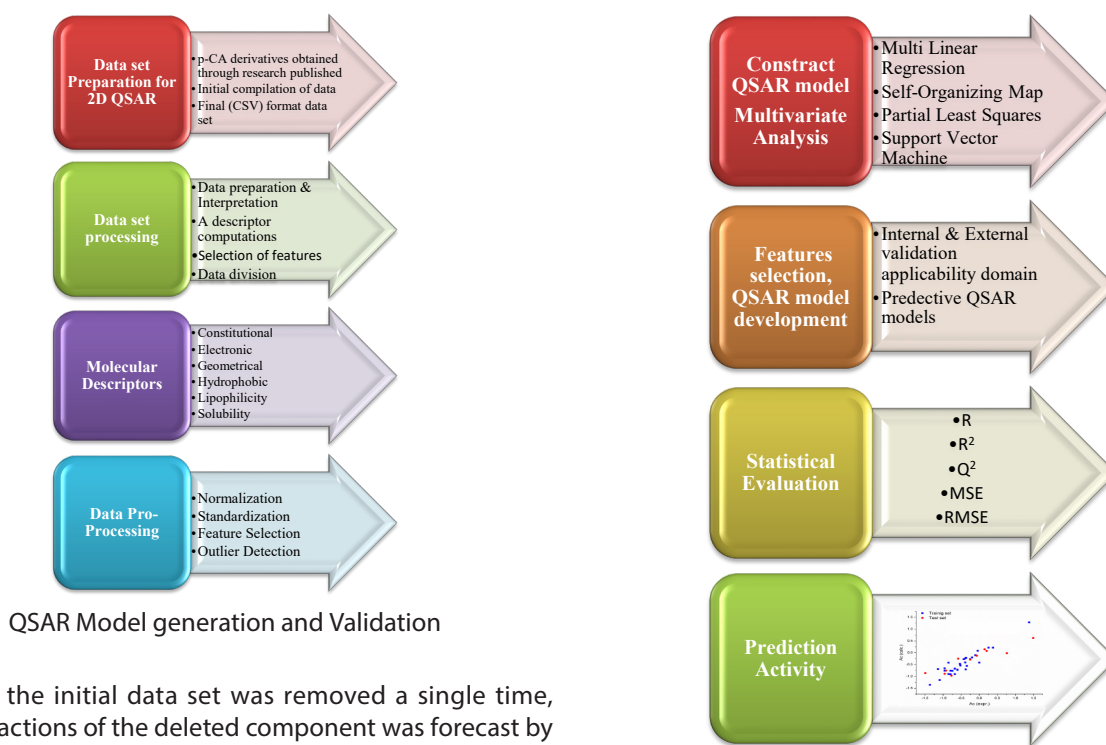 Data set
Preparation for
2D QSAR
•p-CA derivatives obtained
through research published
•Initial compilation of data
•Final (CSV) format data
set
Data set
processing
•Data preparation &
Interpretation
•A descriptor
computations
•Selection of features
•Data division
Molecular
Descriptors
•Constitutional
•Electronic
•Geometrical
•Hydrophobic
•Lipophilicity
•Solubility
Data Pro-
Processing
•Normalization
•Standardization
•Feature Selection
•Outlier Detection
QSAR Model generation and Validation
the initial data set was removed a single time,
actions of the deleted component was forecast by
Constract
QSAR model
Multivariate
Analysis
•Multi Linear
Regression
•Self-Organizing Map
•Partial Least Squares
•Support Vector
Machine
Features
selection,
QSAR model
development
•Internal & External
validation
applicability domain
•Predective QSAR
models
Statistical
Evaluation
•R
•R²
•Q²
•MSE
•RMSE
Prediction
Activity
Test set